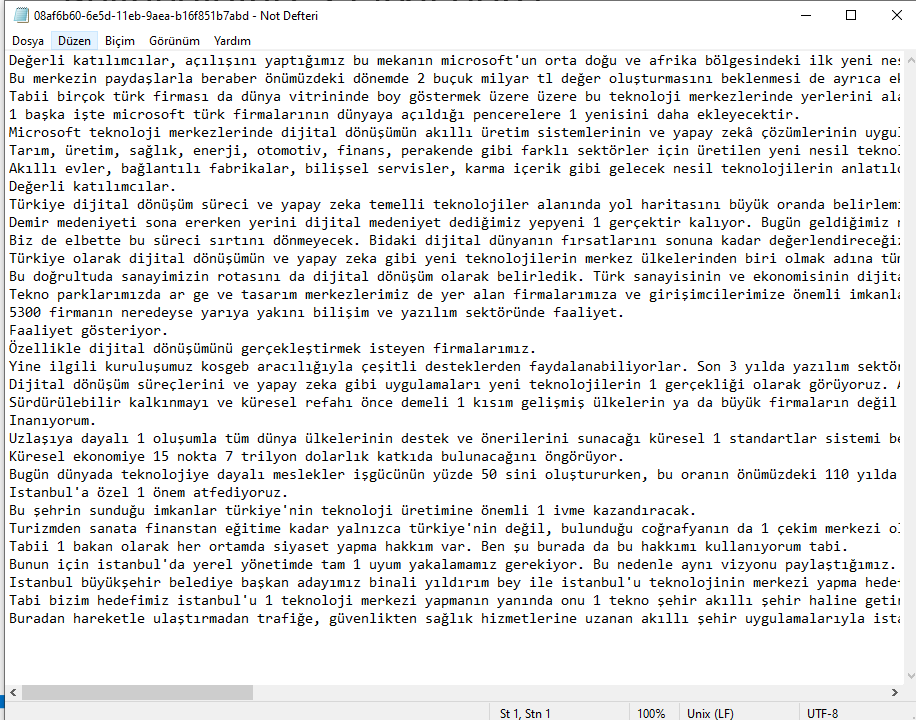 08af6b60-6e5d-11eb-9aea-b16f851b7abd - Not Defteri
Dosya Düzen Biçim Görünüm Yardım
Değerli katılımcılar, açılışını yaptığımız bu mekanın microsoft'un orta doğu ve afrika bölgesindeki ilk yeni
Bu merkezin paydaşlarla beraber önümüzdeki dönemde 2 buçuk milyar tl değer oluşturmasını beklenmesi de ayrıca
Tabii birçok türk firması da dünya vitrininde boy göstermek üzere üzere bu teknoloji merkezlerinde yerlerini
1 başka işte microsoft türk firmalarının dünyaya açıldığı pencerelere 1 yenisini daha ekleyecektir.
Microsoft teknoloji merkezlerinde dijital dönüşümün akıllı üretim sistemlerinin ve yapay zekâ çözümlerinin
Tarım, üretim, sağlık, enerji, otomotiv, finans, perakende gibi farklı sektörler için üretilen yeni nesil
Akıllı evler, bağlantılı fabrikalar, bilişsel servisler, karma içerik gibi gelecek nesil teknolojilerin
Değerli katılımcılar.
Türkiye dijital dönüşüm süreci ve yapay zeka temelli teknolojiler alanında yol haritasını büyük oranda
Demir medeniyeti sona ererken yerini dijital medeniyet dediğimiz yepyeni 1 gerçektir kalıyor. Bugün geldiğimiz
Biz de elbette bu süreci sırtını dönmeyecek. Bidaki dijital dünyanın fırsatlarını sonuna kadar
Türkiye olarak dijital dönüşümün ve yapay zeka gibi yeni teknolojilerin merkez ülkelerinden biri olmak adına
Bu doğrultuda sanayimizin rotasını da dijital dönüşüm olarak belirledik. Türk sanayisinin ve ekonomisinin
Tekno parklarımızda ar ge ve tasarım merkezlerimiz de yer alan firmalarımıza ve girişimcilerimize önemli
5300 firmanın neredeyse yarıya yakını bilişim ve yazılım sektöründe faaliyet.
Faaliyet gösteriyor.
Özellikle dijital dönüşümünü gerçekleştirmek isteyen firmalarımız.
Yine ilgili kuruluşumuz kosgeb aracılığıyla çeşitli desteklerden faydalanabiliyorlar. Son 3 yılda yazılım
Dijital dönüşüm süreçlerini ve yapay zeka gibi uygulamaları yeni teknolojilerin 1 gerçekliği olarak görüyoruz.
Sürdürülebilir kalkınmayı ve küresel refahı önce demeli 1 kısım gelişmiş ülkelerin ya da büyük firmaların değil
Inanıyorum.
Uzlaşıya dayalı 1 oluşumla tüm dünya ülkelerinin destek ve önerilerini sunacağı küresel 1 standartlar sistemi
Küresel ekonomiye 15 nokta 7 trilyon dolarlık katkıda bulunacağını öngörüyor.
Bugün dünyada teknolojiye dayalı meslekler işgücünün yüzde 50 sini oluştururken, bu oranın önümüzdeki 110 yılda
Istanbul'a özel 1 önem atfediyoruz.
Bu şehrin sunduğu imkanlar türkiye'nin teknoloji üretimine önemli 1 ivme kazandıracak.
Turizmden sanata finanstan eğitime kadar yalnızca türkiye'nin değil, bulunduğu coğrafyanın da 1 çekim merkezi
Tabii 1 bakan olarak her ortamda siyaset yapma hakkım var. Ben şu burada da bu hakkımı kullanıyorum tabi.
Bunun için istanbul'da yerel yönetimde tam 1 uyum yakalamamız gerekiyor. Bu nedenle aynı vizyonu paylaştığımız.
Istanbul büyükşehir belediye başkan adayımız binali yıldırım bey ile istanbul'u teknolojinin merkezi yapma
Tabi bizim hedefimiz istanbul'u 1 teknoloji merkezi yapmanın yanında onu 1 tekno şehir akıllı şehir haline
Buradan hareketle ulaştırmadan trafiğe, güvenlikten sağlık hizmetlerine uzanan akıllı şehir uygulamalarıyla
St 1, Stn 1 100% Unix (LF) UTF-8